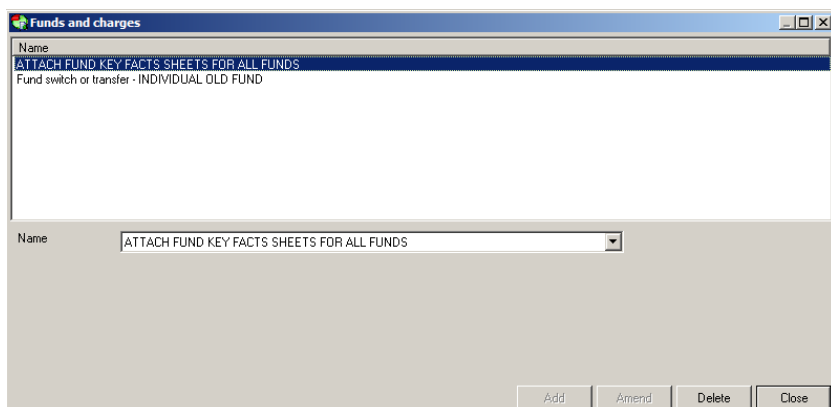 Funds and charges
Name
ATTACH FUND KEY FACTS SHEETS FOR ALL FUNDS
Fund switch or transfer - INDIVIDUAL OLD FUND
Name ATTACH FUND KEY FACTS SHEETS FOR ALL FUNDS
Add Amend Delete Close